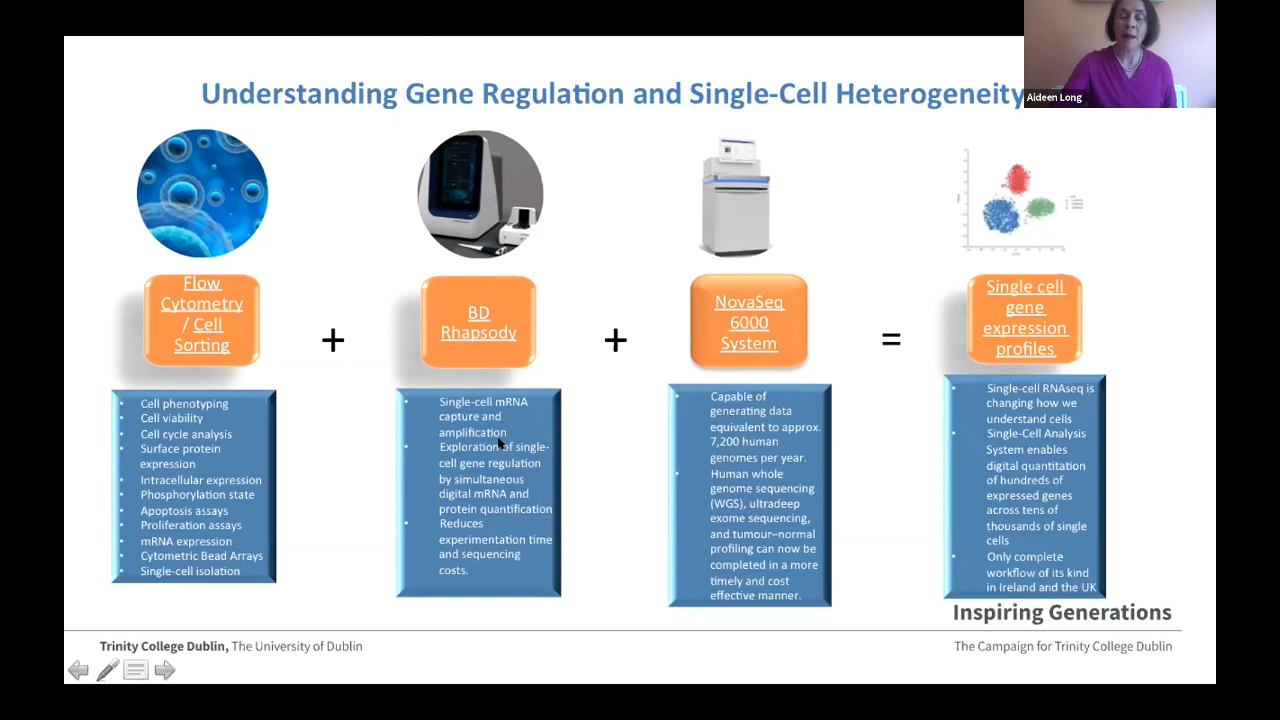 Understanding Gene Regulation and Single-Cell Heterogeneity
Aideen Long
Flow
Cytometry
/ Cell
Sorting
+
BD
Rhapsody
+
NovaSeq
6000
System
=
Single cell
gene
expression
profiles
• Cell phenotyping
• Cell viability
• Cell cycle analysis
• Surface protein
expression
• Intracellular expression
• Phosphorylation state
• Apoptosis assays
• Proliferation assays
• mRNA expression
• Cytometric Bead Arrays
• Single-cell isolation
• Single-cell mRNA
capture and
amplification
• Exploration of single-
cell gene regulation
by simultaneous
digital mRNA and
protein quantification
• Reduces
experimentation time
and sequencing
costs.
• Capable of
generating data
equivalent to approx.
7,200 human
genomes per year.
• Human whole
genome sequencing
(WGS), ultradeep
exome sequencing,
and tumour–normal
profiling can now be
completed in a more
timely and cost
effective manner.
• Single-cell RNAseq is
changing how we
understand cells
• Single-Cell Analysis
System enables
digital quantitation
of hundreds of
expressed genes
across tens of
thousands of single
cells
• Only complete
workflow of its kind
in Ireland and the UK
Inspiring Generations
Trinity College Dublin, The University of Dublin
The Campaign for Trinity College Dublin